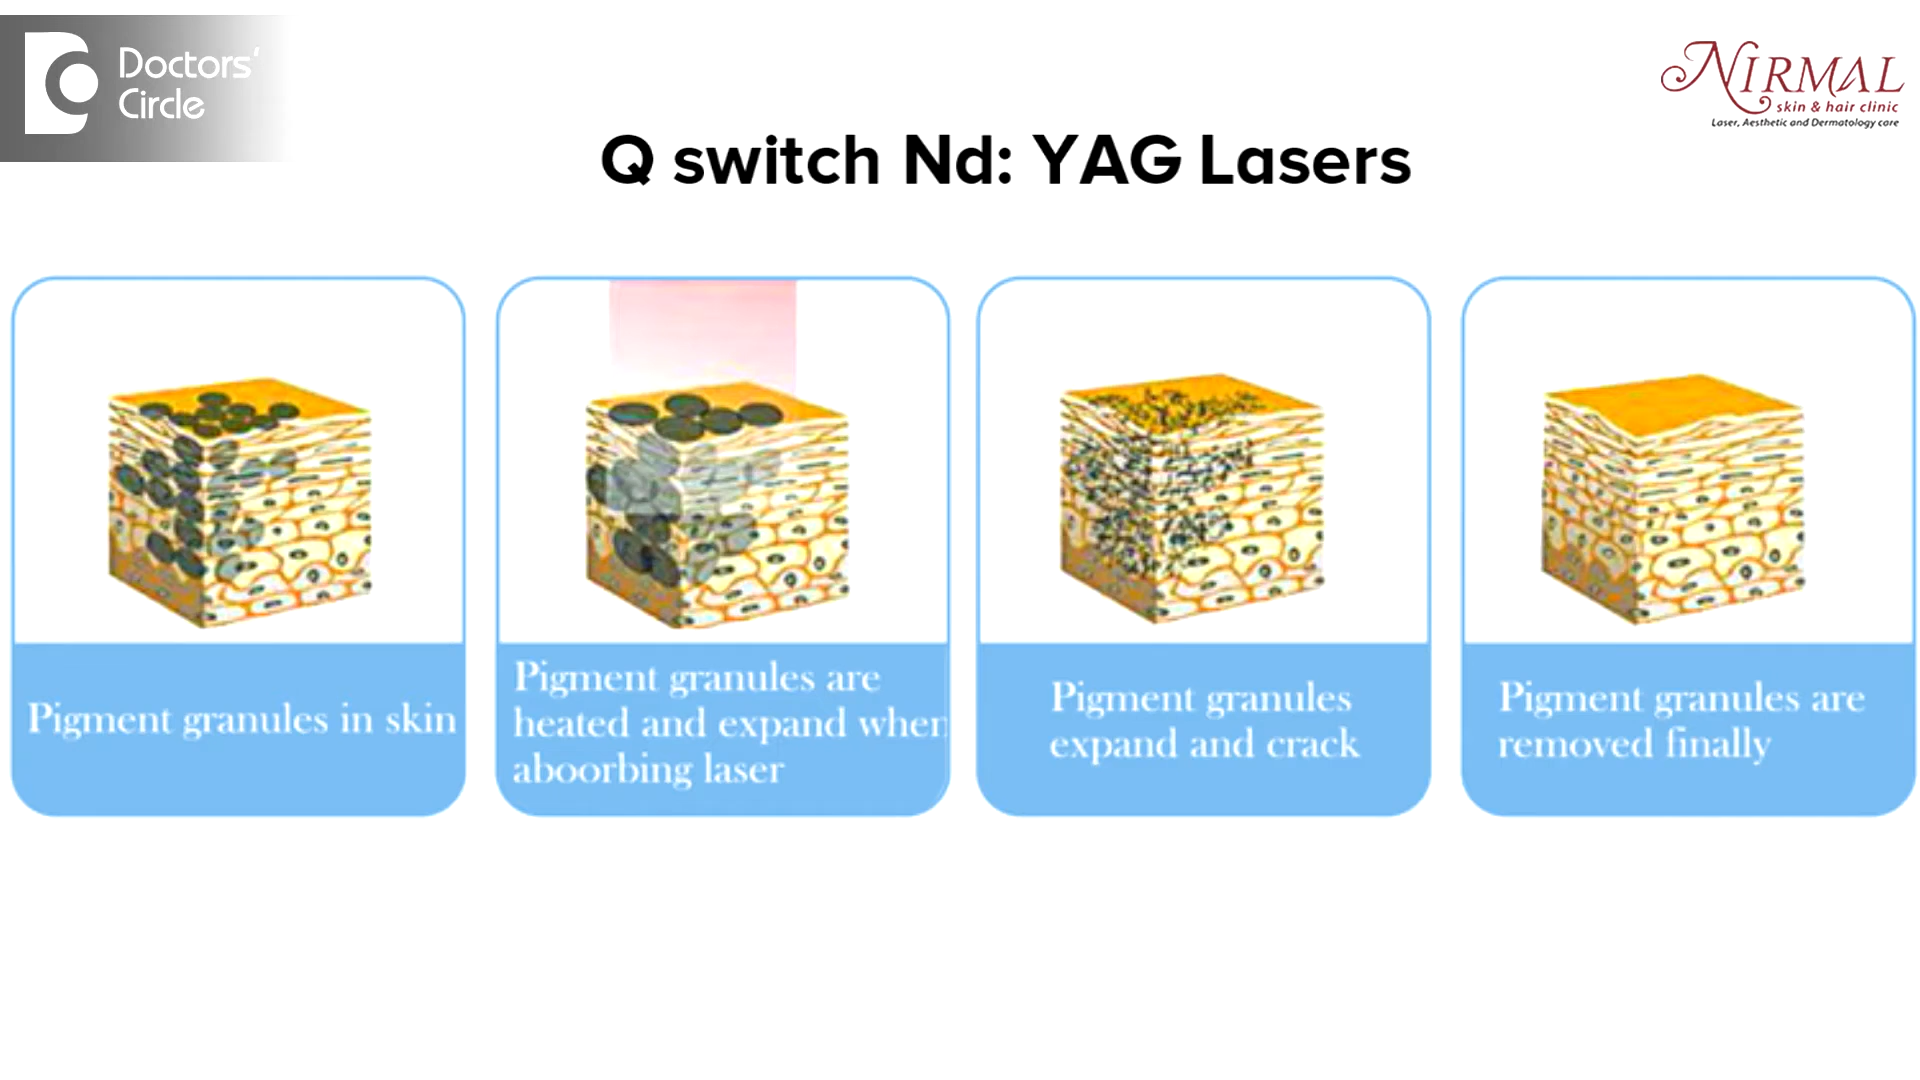 Doctors'
Circle
NIRMAL
skin & hair clinic
Laser, Aesthetic and Dermatology care
Q switch Nd: YAG Lasers
Pigment granules in skin
Pigment granules are
heated and expand when
aboorbing laser
Pigment granules
expand and crack
Pigment granules are
removed finally